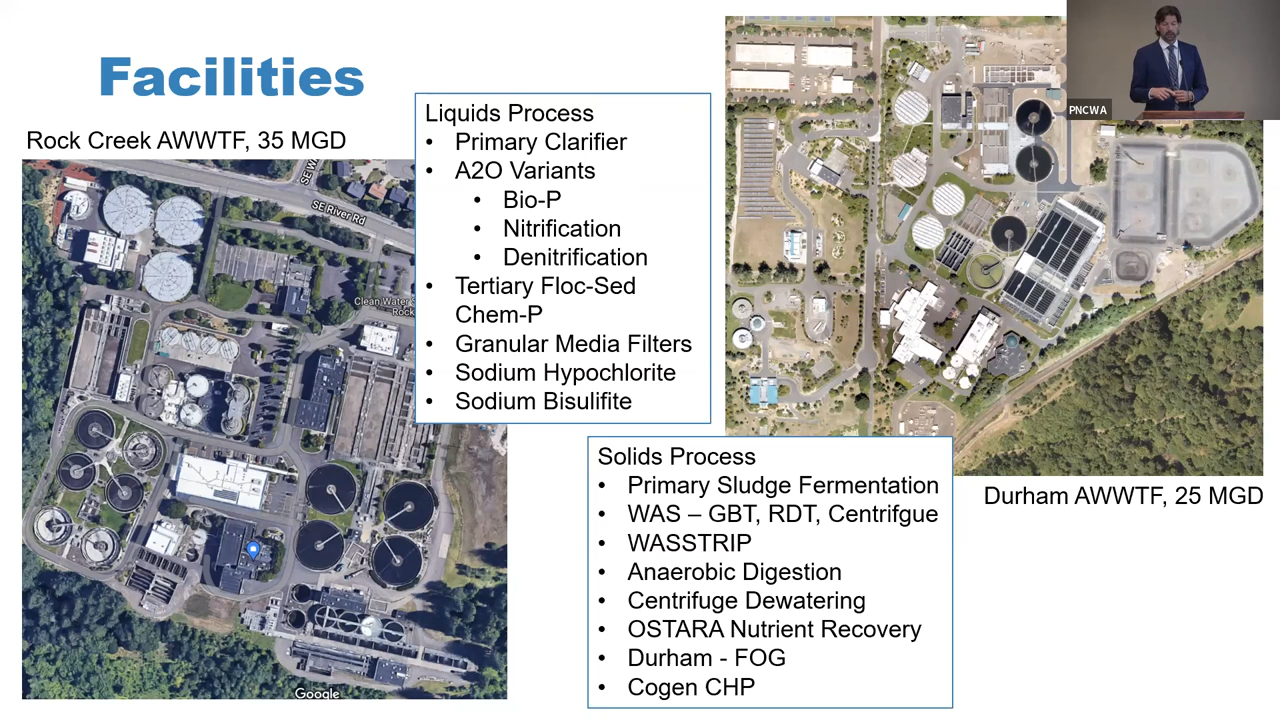 Facilities
Rock Creek AWWTF, 35 MGD
SE River Rd
Clean Water S
Rock
Google
Liquids Process
• Primary Clarifier
• A2O Variants
• Bio-P
• Nitrification
• Denitrification
• Tertiary Floc-Sed
Chem-P
• Granular Media Filters
• Sodium Hypochlorite
• Sodium Bisulifite
PNCWA
Solids Process
• Primary Sludge Fermentation
• WAS – GBT, RDT, Centrifgue
• WASSTRIP
• Anaerobic Digestion
• Centrifuge Dewatering
• OSTARA Nutrient Recovery
• Durham - FOG
• Cogen CHP
Durham AWWTF, 25 MGD